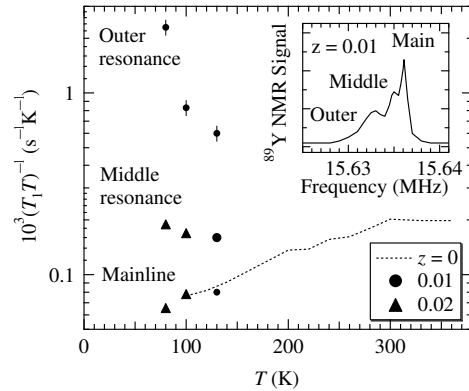 Outer
resonance
Middle
resonance
Mainline
1
0.1
10³(T₁T)⁻¹ (s⁻¹K⁻¹)
0 100 200 300
T (K)
z = 0.01
Main
Middle
Outer
⁸⁹Y NMR Signal
15.63 15.64
Frequency (MHz)
z = 0
0.01
0.02